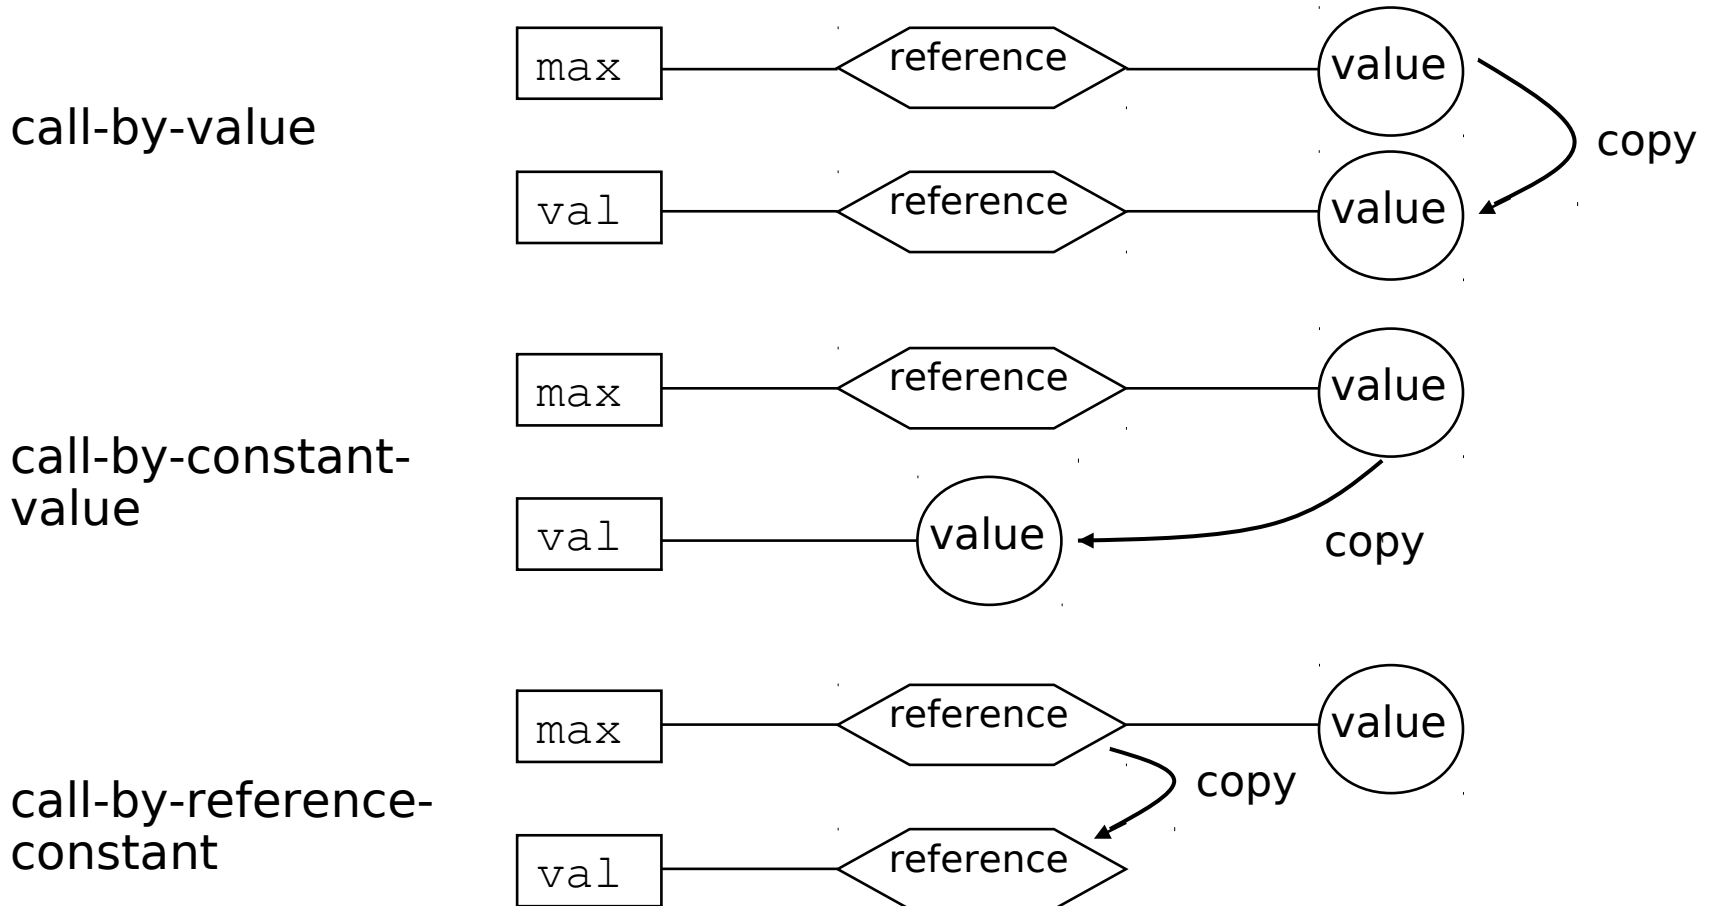 max reference value
call-by-value
copy
val reference value
max reference value
call-by-constant-
value
val value
copy
max reference value
copy
call-by-reference-
constant
val reference